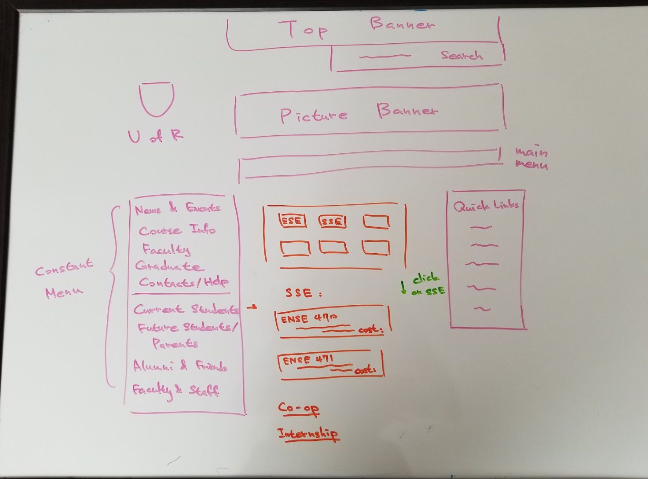 Top Banner
Search
Picture Banner
U of R
main
menu
Constant
Menu
News & Events
Course Info
Faculty
Graduate
Contacts/Help
Current Students
Future Students/
Parents
Alumni & Friends
Faculty & Staff
SSE SSE
SSE:
ENSE 470
cost:
ENSE 471
cost:
Co-op
Internship
click
on SSE
Quick Links